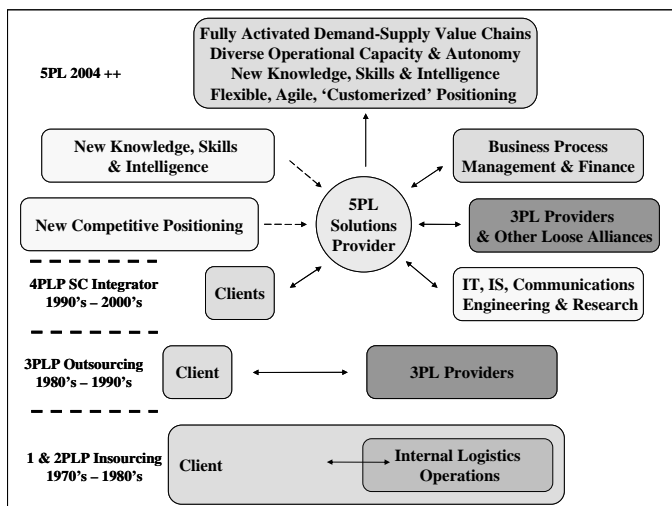 Fully Activated Demand-Supply Value Chains
Diverse Operational Capacity & Autonomy
New Knowledge, Skills & Intelligence
Flexible, Agile, ‘Customerized’ Positioning
5PL 2004 ++
New Knowledge, Skills
& Intelligence
Business Process
Management & Finance
5PL
Solutions
Provider
New Competitive Positioning
3PL Providers
& Other Loose Alliances
4PLP SC Integrator
1990’s – 2000’s
Clients
IT, IS, Communications
Engineering & Research
3PLP Outsourcing
1980’s – 1990’s
Client
3PL Providers
1 & 2PLP Insourcing
1970’s – 1980’s
Client
Internal Logistics
Operations